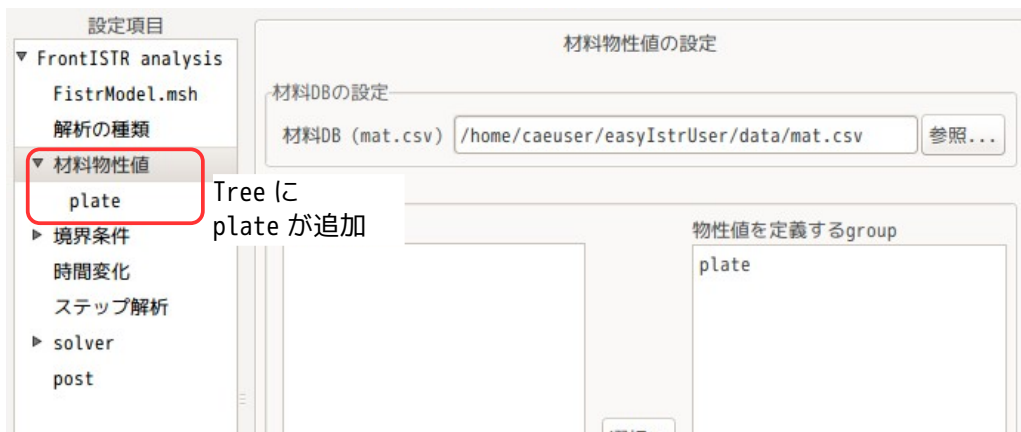 設定項目
▼ FrontISTR analysis
FistrModel.msh
解析の種類
▼ 材料物性値
plate
▶ 境界条件
時間変化
ステップ解析
▶ solver
post
Tree に
plate が追加
材料物性値の設定
材料DBの設定
材料DB (mat.csv) /home/caeuser/easyIstrUser/data/mat.csv 参照...
物性値を定義するgroup
plate